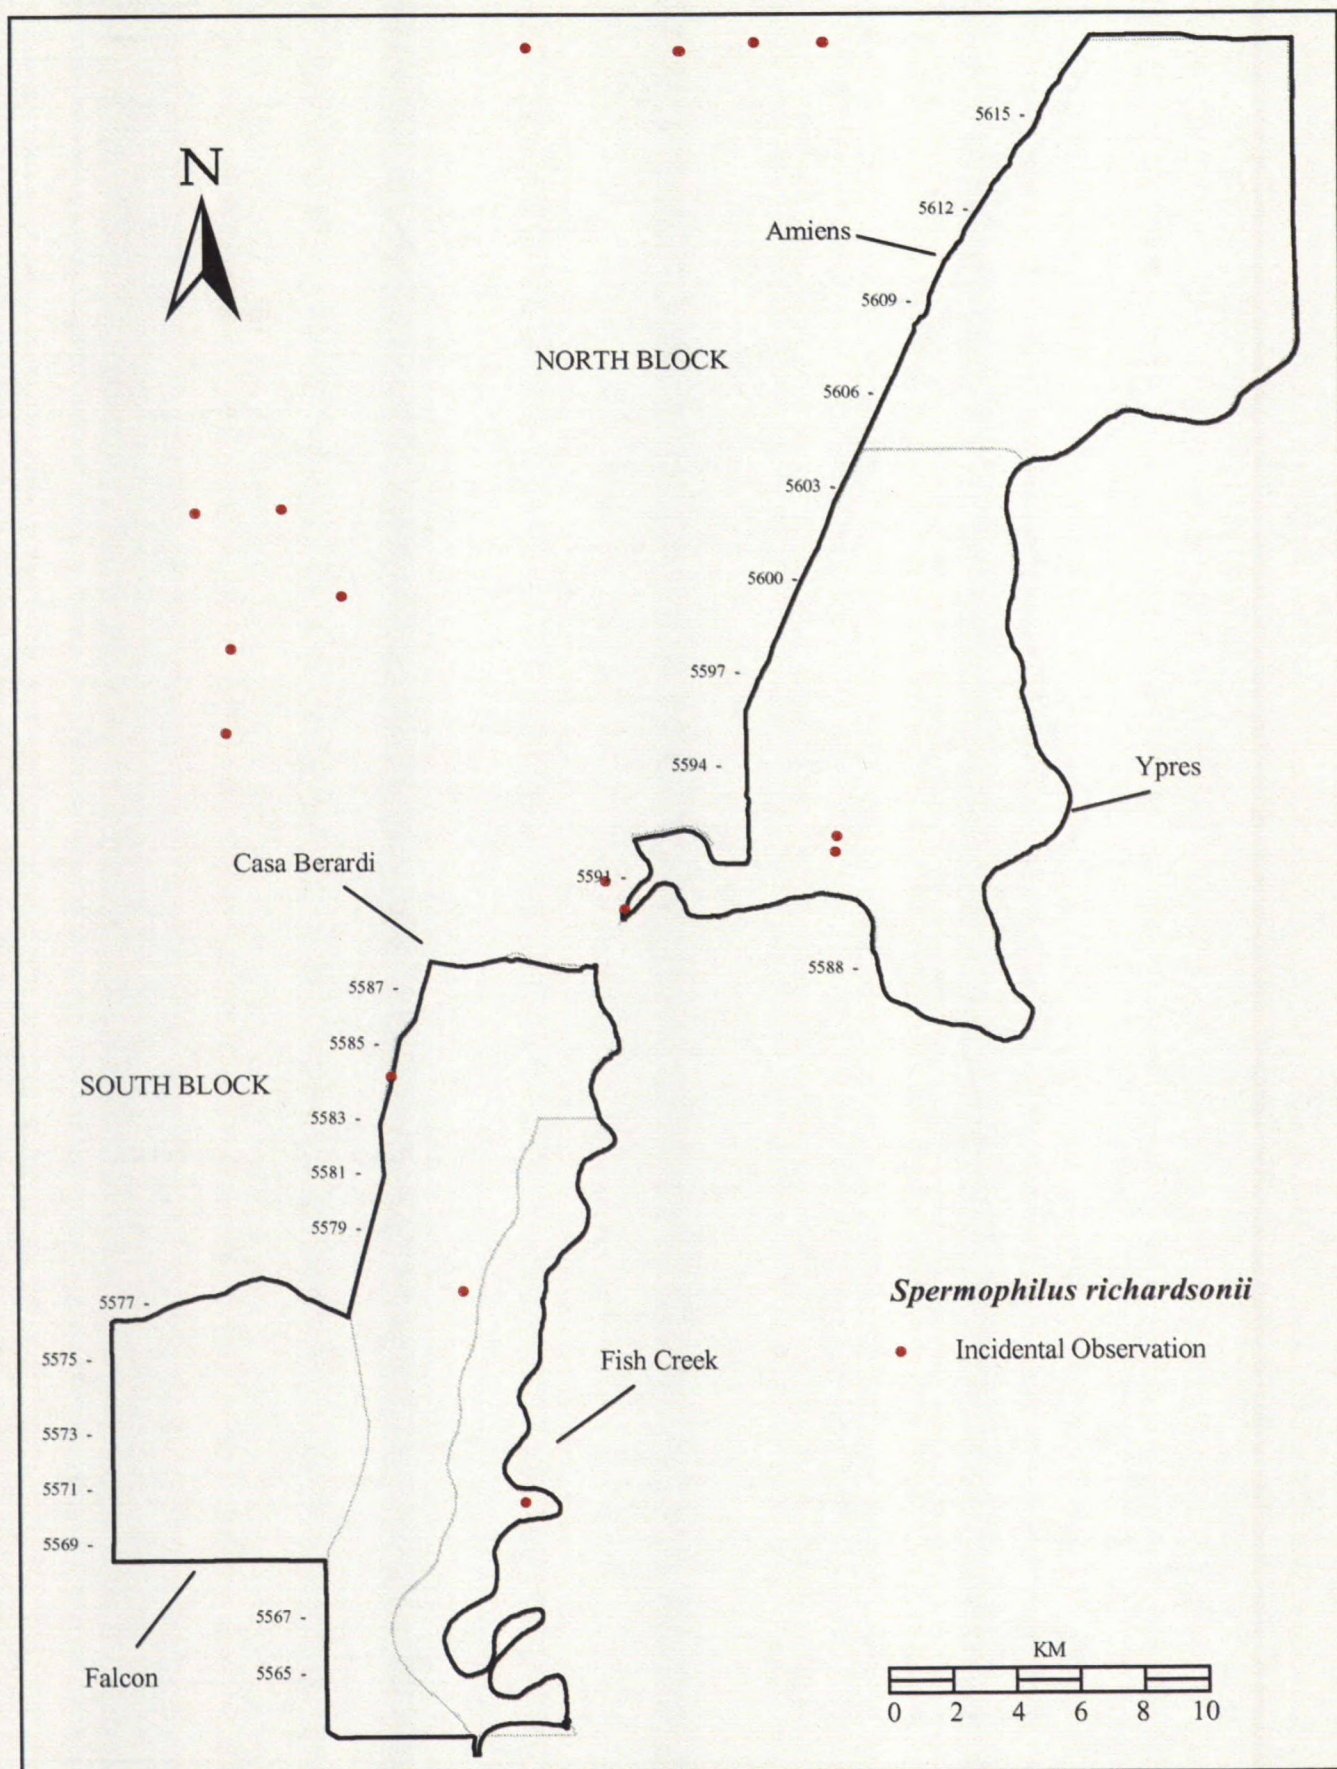 5615 -
N
5612 -
Amiens
5609 -
NORTH BLOCK
5606 -
5603 -
5600 -
5597 -
5594 -
Ypres
Casa Berardi
5591 -
5588 -
5587 -
5585 -
SOUTH BLOCK
5583 -
5581 -
5579 -
Spermophilus richardsonii
5577 -
Incidental Observation
5575 -
Fish Creek
5573 -
5571 -
5569 -
5567 -
KM
5565 -
Falcon
0 2 4 6 8 10